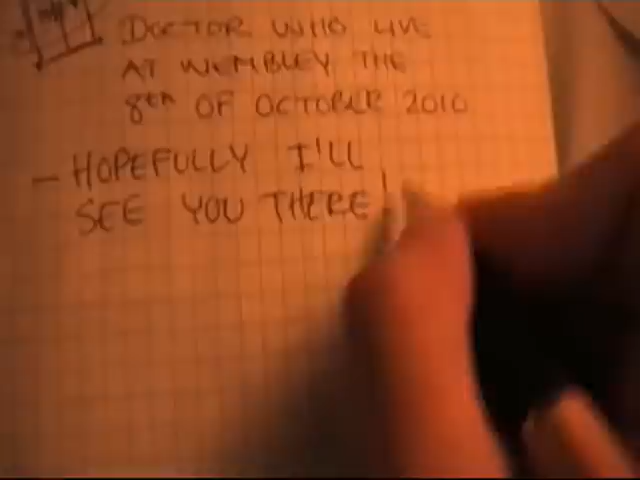 DOCTOR WHO LIVE
AT WEMBLEY THE
8th OF OCTOBER 2010
- HOPEFULLY I'LL
SEE YOU THERE!